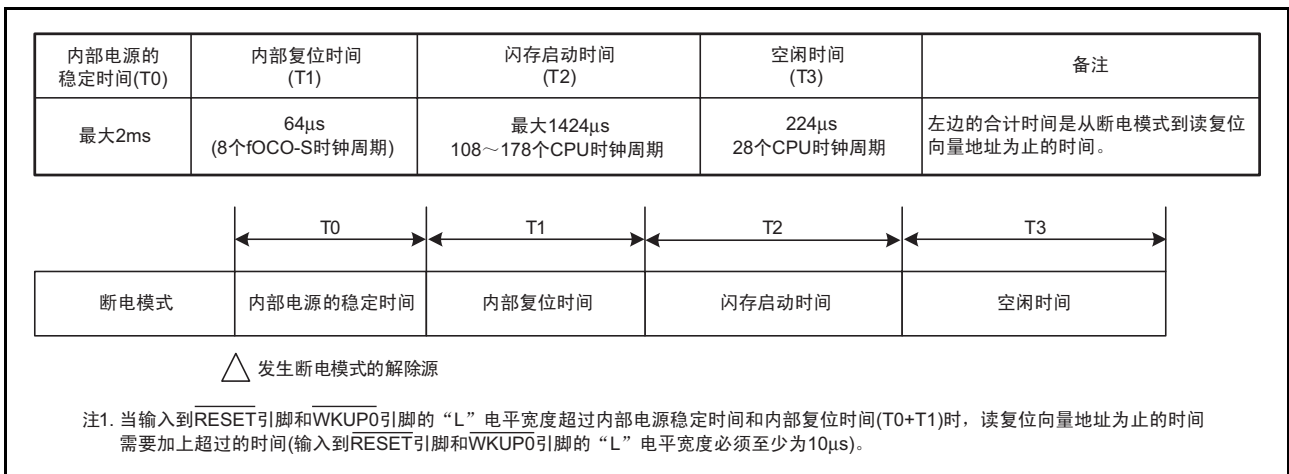 内部电源的
稳定时间(T0)
内部复位时间
(T1)
闪存启动时间
(T2)
空闲时间
(T3)
备注
最大2ms
64μs
(8个fOCO-S时钟周期)
最大1424μs
108～178个CPU时钟周期
224μs
28个CPU时钟周期
左边的合计时间是从断电模式到读复位
向量地址为止的时间。
T0
T1
T2
T3
断电模式
内部电源的稳定时间
内部复位时间
闪存启动时间
空闲时间
发生断电模式的解除源
注1. 当输入到RESET引脚和WKUP0引脚的“L”电平宽度超过内部电源稳定时间和内部复位时间(T0+T1)时，读复位向量地址为止的时间
需要加上超过的时间(输入到RESET引脚和WKUP0引脚的“L”电平宽度必须至少为10μs)。